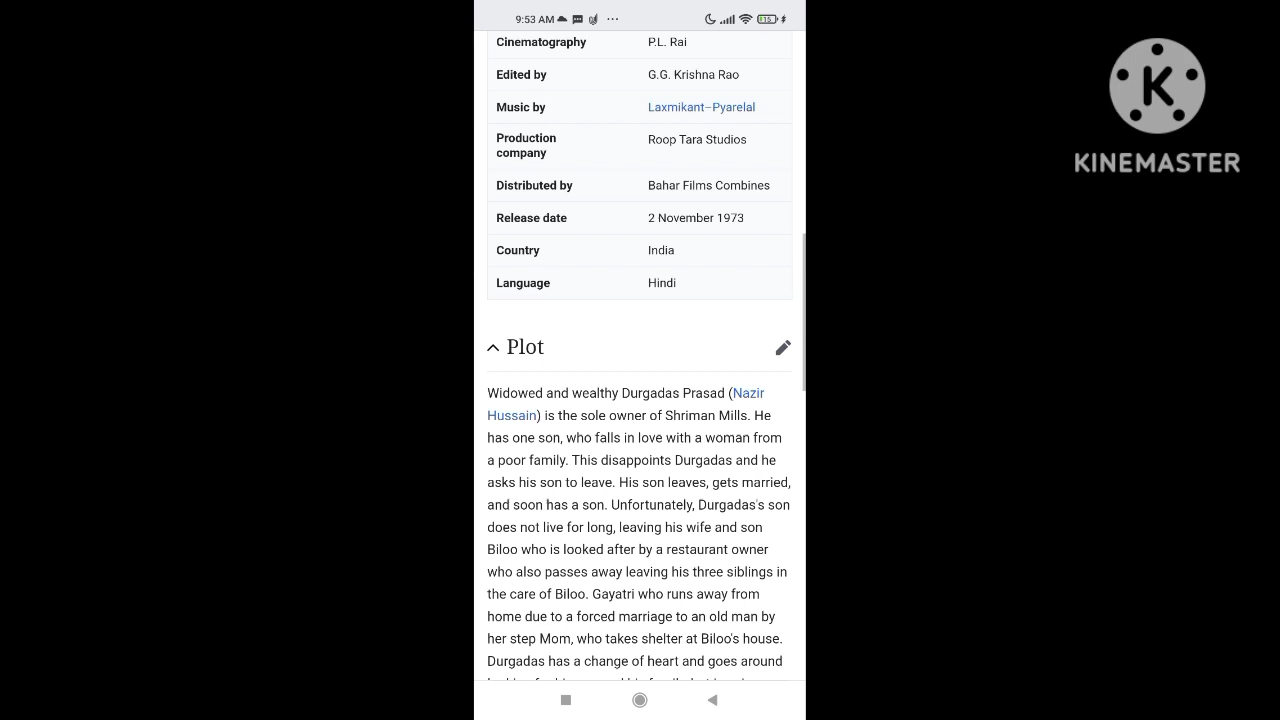 9:53 AM
15
K
KINEMASTER
Cinematography P.L. Rai
Edited by G.G. Krishna Rao
Music by Laxmikant–Pyarelal
Production
company Roop Tara Studios
Distributed by Bahar Films Combines
Release date 2 November 1973
Country India
Language Hindi
Plot
Widowed and wealthy Durgadas Prasad (Nazir
Hussain) is the sole owner of Shriman Mills. He
has one son, who falls in love with a woman from
a poor family. This disappoints Durgadas and he
asks his son to leave. His son leaves, gets married,
and soon has a son. Unfortunately, Durgadas's son
does not live for long, leaving his wife and son
Biloo who is looked after by a restaurant owner
who also passes away leaving his three siblings in
the care of Biloo. Gayatri who runs away from
home due to a forced marriage to an old man by
her step Mom, who takes shelter at Biloo's house.
Durgadas has a change of heart and goes around